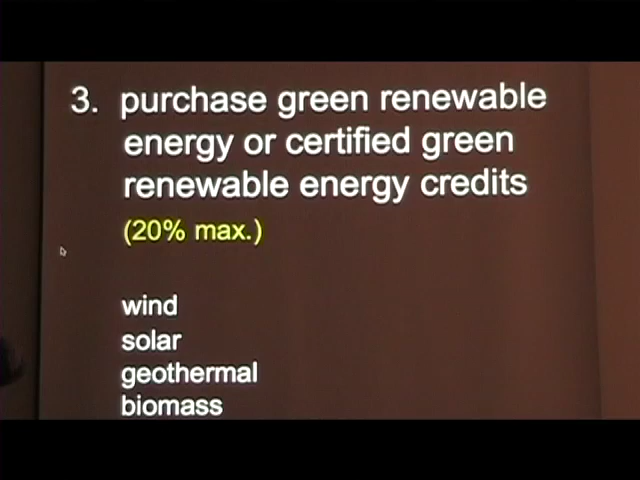 3. purchase green renewable
energy or certified green
renewable energy credits
(20% max.)
wind
solar
geothermal
biomass